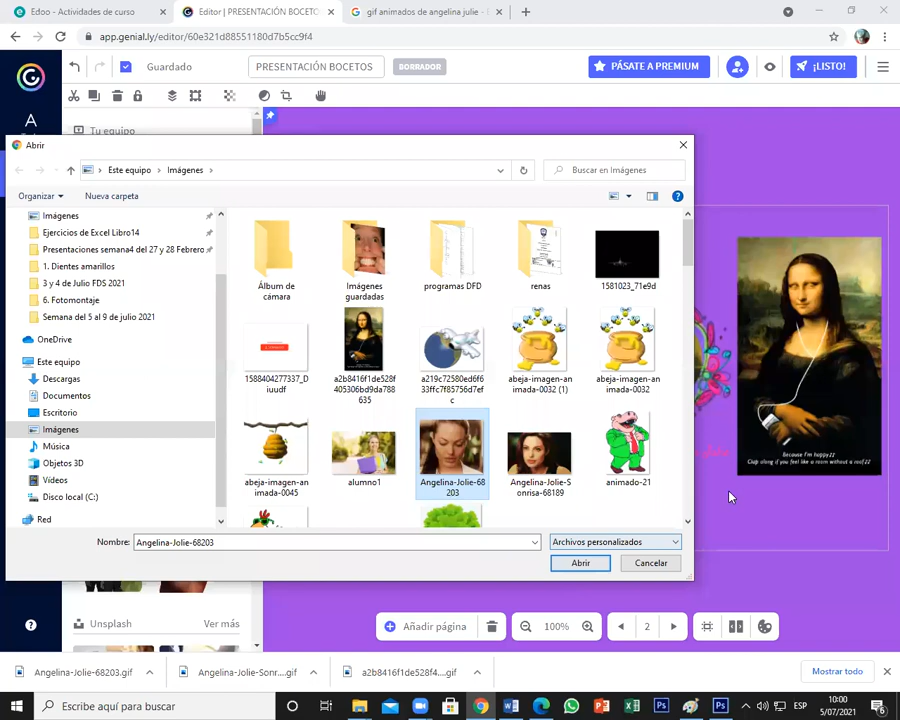 Edoo - Actividades de curso
Editor | PRESENTACIÓN BOCETOS
gif animados de angelina julie - B
app.genial.ly/editor/60e321d88551180d7b5cc9f4
Guardado
PRESENTACIÓN BOCETOS
BORRADOR
PÁSATE A PREMIUM
¡LISTO!
Tu equipo
Abrir
Este equipo
Imágenes
Buscar en Imágenes
Organizar
Nueva carpeta
Imágenes
Ejercicios de Excel Libro14
Presentaciones semana4 del 27 y 28 Febrero
1. Dientes amarillos
3 y 4 de Julio FDS 2021
6. Fotomontaje
Semana del 5 al 9 de julio 2021
OneDrive
Este equipo
Descargas
Documentos
Escritorio
Imágenes
Música
Objetos 3D
Vídeos
Disco local (C:)
Red
Álbum de cámara
Imágenes guardadas
programas DFD
renas
1581023_71e9d
1588404277337_Diuudf
a2b8416f1de528f405306bd9da788635
a219c72580ed6f633ffc7f85756d7efc
abeja-imagen-animada-0032 (1)
abeja-imagen-animada-0032
abeja-imagen-animada-0045
alumno1
Angelina-Jolie-68203
Angelina-Jolie-Sonrisa-68189
animado-21
Nombre:
Angelina-Jolie-68203
Archivos personalizados
Abrir
Cancelar
Because I'm happyzz
Clap along if you feel like a room without a roofzz
Unsplash
Ver más
Añadir página
100%
2
Angelina-Jolie-68203.gif
Angelina-Jolie-Sonr....gif
a2b8416f1de528f4....gif
Mostrar todo
Escribe aquí para buscar
ESP
10:00
5/07/2021
6